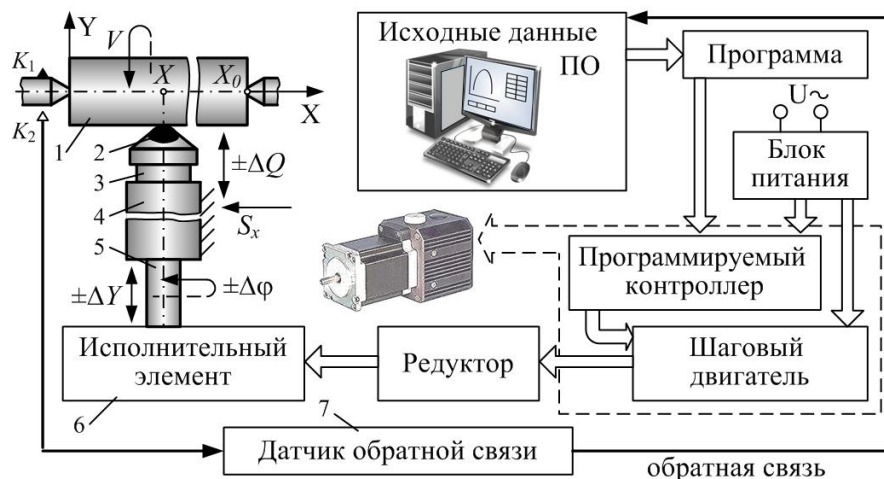 Y
V
K₁
X
X₀
X
K₂
1
2
3
4
5
±ΔQ
Sₓ
±ΔY
±Δφ
Исходные данные
ПО
Программа
U~
Блок
питания
Программируемый
контроллер
Исполнительный
элемент
Редуктор
Шаговый
двигатель
6
7
Датчик обратной связи
обратная связь